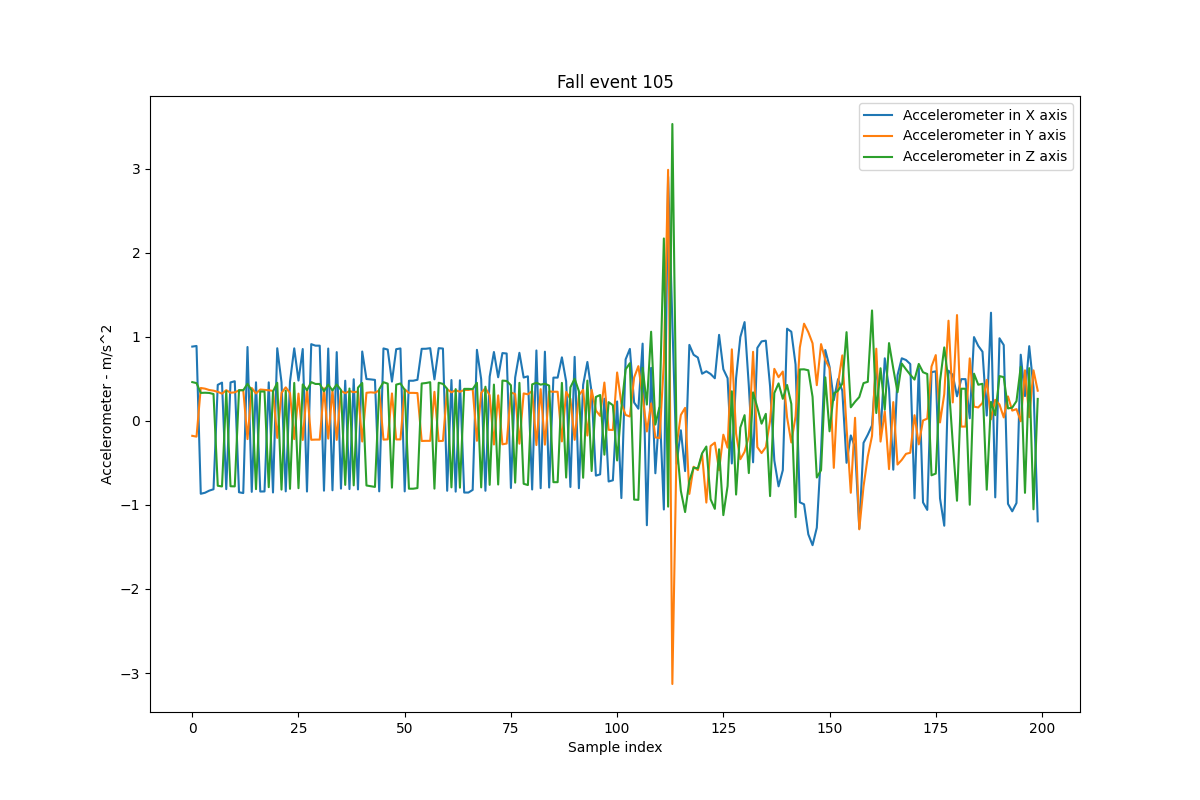 Fall event 105
Accelerometer in X axis
Accelerometer in Y axis
Accelerometer in Z axis
Accelerometer - m/s^2
3
2
1
0
−1
−2
−3
0 25 50 75 100 125 150 175 200
Sample index